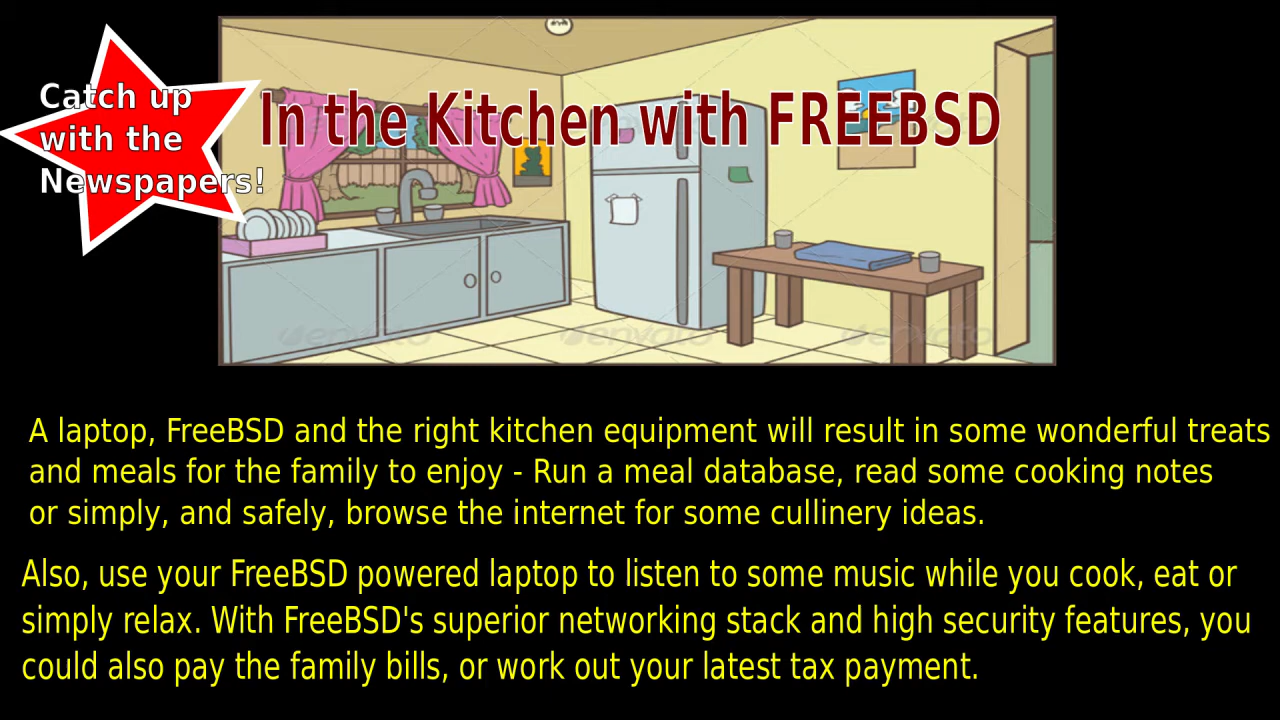 Catch up
with the
Newspapers!
In the Kitchen with FREEBSD
envato envato envato
A laptop, FreeBSD and the right kitchen equipment will result in some wonderful treats
and meals for the family to enjoy - Run a meal database, read some cooking notes
or simply, and safely, browse the internet for some cullinery ideas.
Also, use your FreeBSD powered laptop to listen to some music while you cook, eat or
simply relax. With FreeBSD's superior networking stack and high security features, you
could also pay the family bills, or work out your latest tax payment.